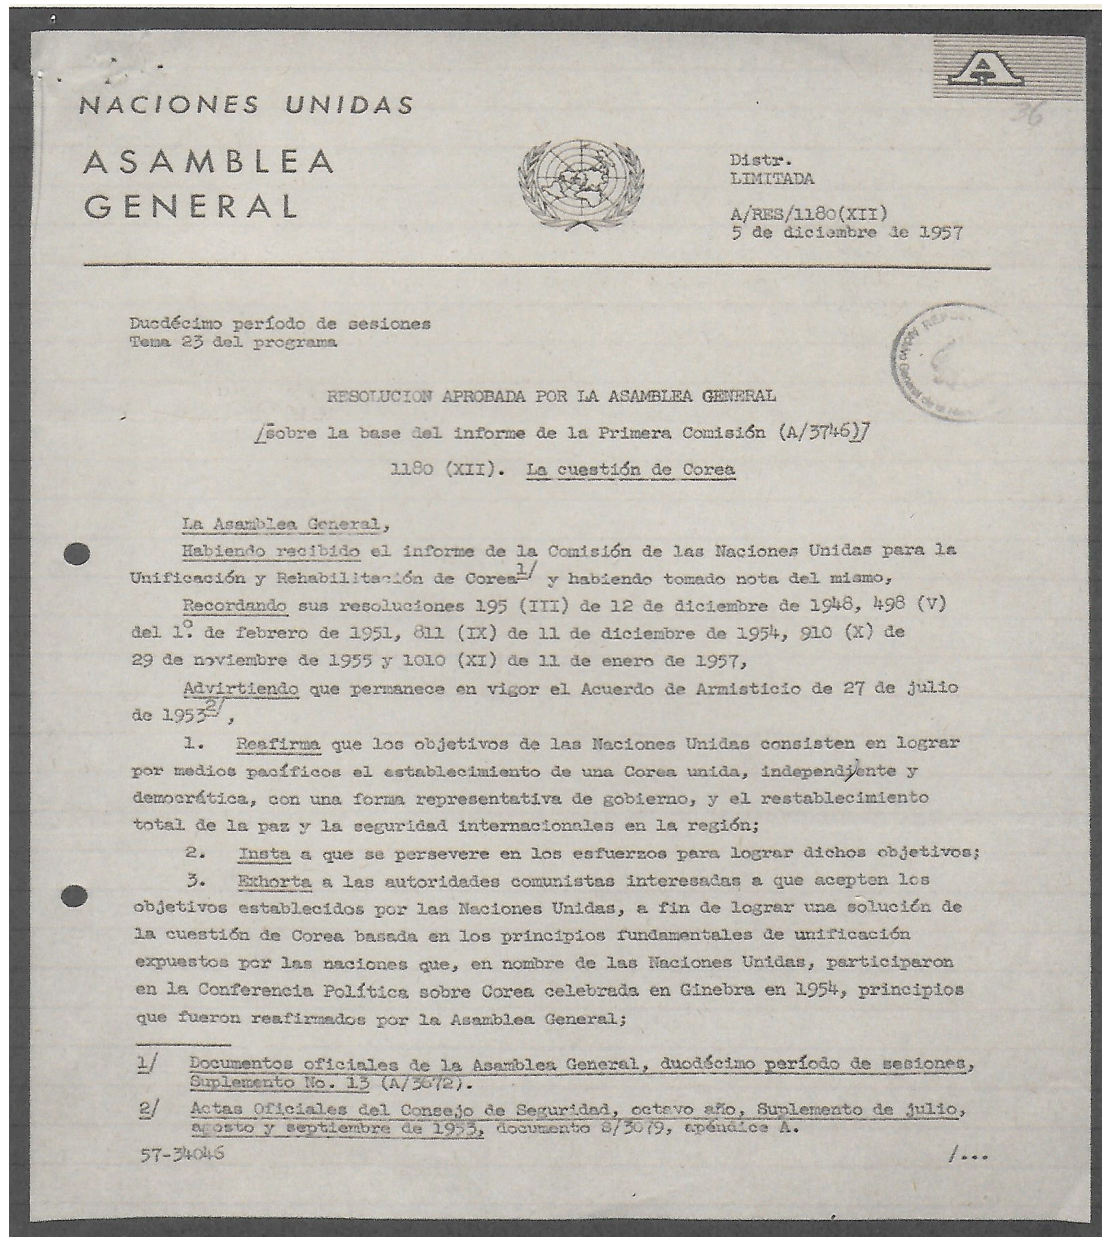 NACIONES UNIDAS
ASAMBLEA
GENERAL
A
36
Distr.
LIMITADA
A/RES/1180(XII)
5 de diciembre de 1957
Duodécimo período de sesiones
Tema 23 del programa
RESOLUCION APROBADA POR LA ASAMBLEA GENERAL
/sobre la base del informe de la Primera Comisión (A/3746)/
1180 (XII). La cuestión de Corea
La Asamblea General,
Habiendo recibido el informe de la Comisión de las Naciones Unidas para la
Unificación y Rehabilitación de Corea1/ y habiendo tomado nota del mismo,
Recordando sus resoluciones 195 (III) de 12 de diciembre de 1948, 498 (V)
del 1º. de febrero de 1951, 811 (IX) de 11 de diciembre de 1954, 910 (X) de
29 de noviembre de 1955 y 1010 (XI) de 11 de enero de 1957,
Advirtiendo que permanece en vigor el Acuerdo de Armisticio de 27 de julio
de 19532/,
1. Reafirma que los objetivos de las Naciones Unidas consisten en lograr
por medios pacíficos el establecimiento de una Corea unida, independiente y
democrática, con una forma representativa de gobierno, y el restablecimiento
total de la paz y la seguridad internacionales en la región;
2. Insta a que se persevere en los esfuerzos para lograr dichos objetivos;
3. Exhorta a las autoridades comunistas interesadas a que acepten los
objetivos establecidos por las Naciones Unidas, a fin de lograr una solución de
la cuestión de Corea basada en los principios fundamentales de unificación
expuestos por las naciones que, en nombre de las Naciones Unidas, participaron
en la Conferencia Política sobre Corea celebrada en Ginebra en 1954, principios
que fueron reafirmados por la Asamblea General;
1/ Documentos oficiales de la Asamblea General, duodécimo período de sesiones,
Suplemento No. 13 (A/3672).
2/ Actas Oficiales del Consejo de Seguridad, octavo año, Suplemento de julio,
agosto y septiembre de 1953, documento S/3079, apéndice A.
57-34046
/...